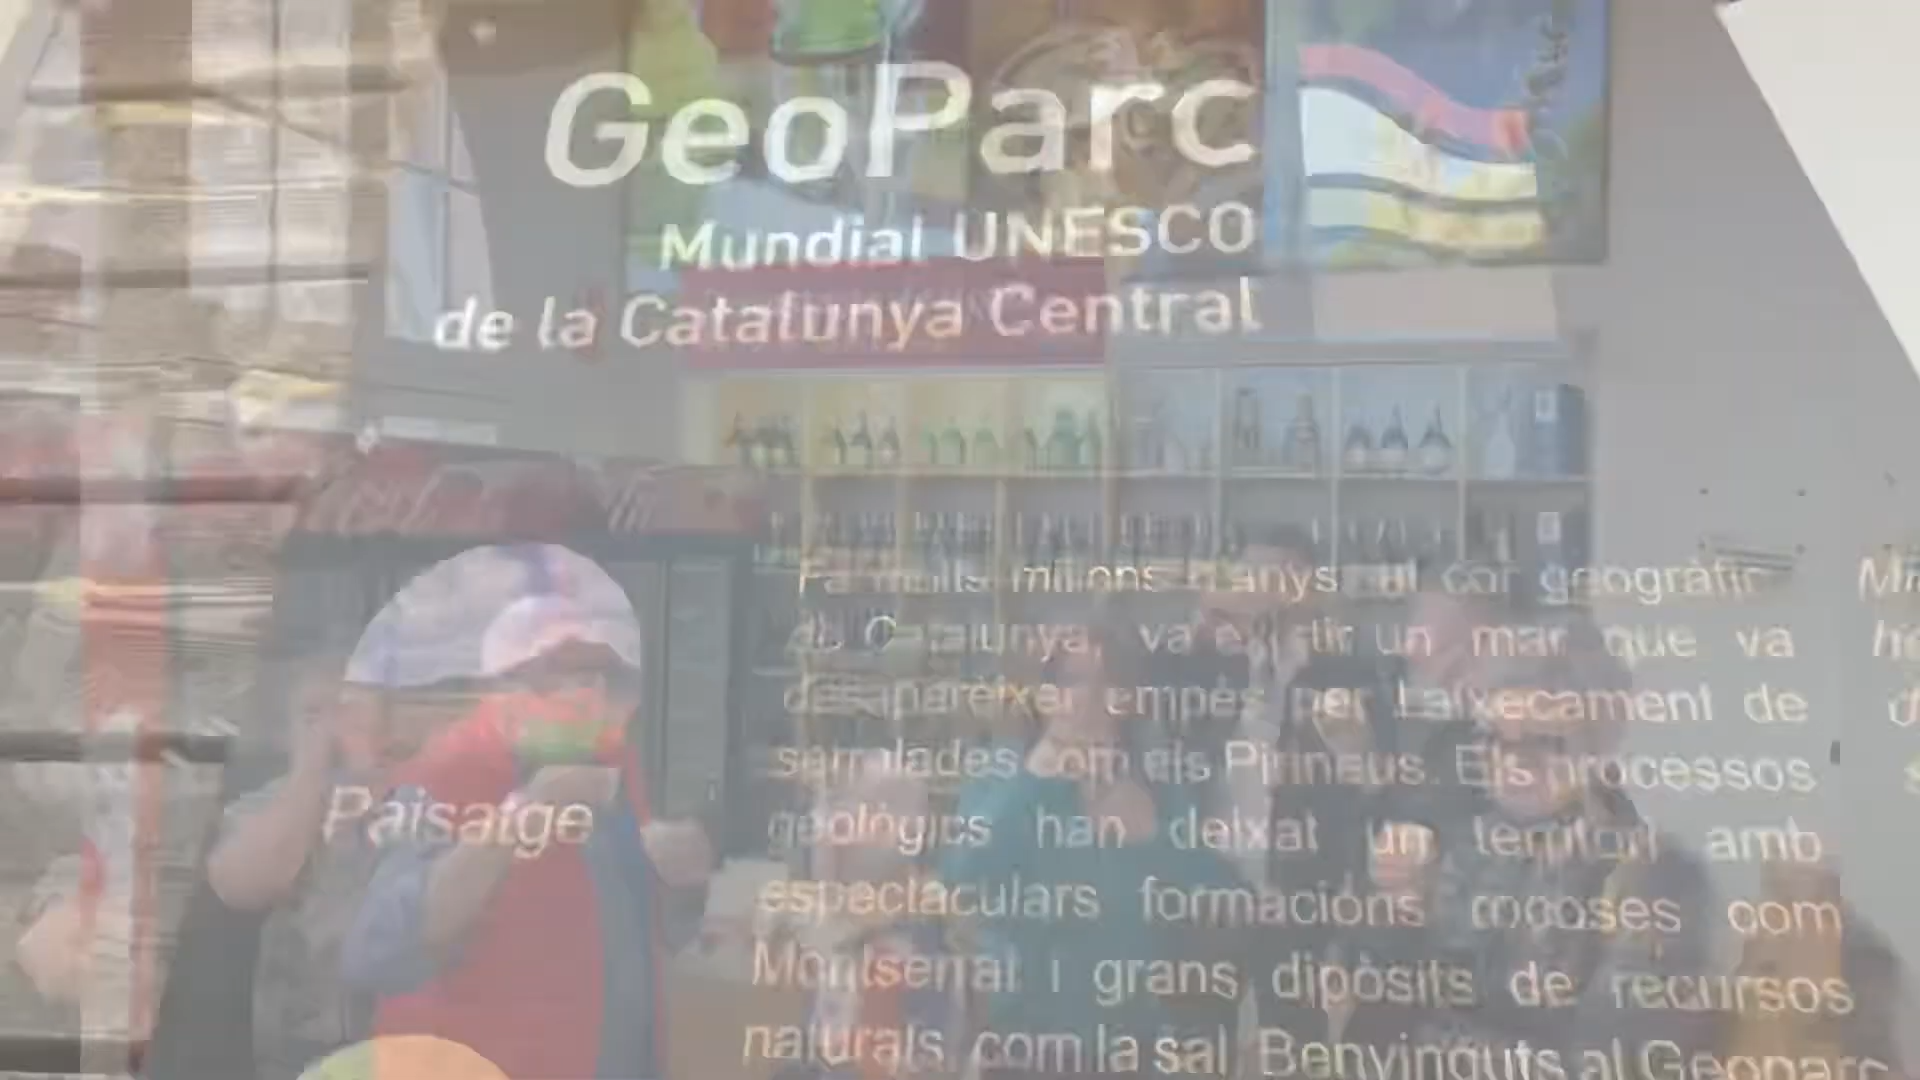 GeoParc
Mundial UNESCO
de la Catalunya Central
Fa molts milions d'anys, al cor geogràfic
de Catalunya, va existir un mar que va
desaparèixer empès per l'aixecament de
serralades com els Pirineus. Els processos
geològics han deixat un territori amb
espectaculars formacions rocoses com
Montserrat i grans dipòsits de recursos
naturals com la sal. Benvinguts al Geoparc
Paisatge